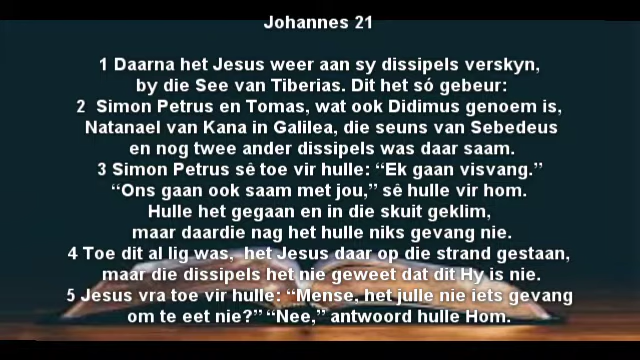 Johannes 21
1 Daarna het Jesus weer aan sy dissipels verskyn,
by die See van Tiberias. Dit het só gebeur:
2  Simon Petrus en Tomas, wat ook Didimus genoem is,
Natanael van Kana in Galilea, die seuns van Sebedeus
en nog twee ander dissipels was daar saam.
3 Simon Petrus sê toe vir hulle: “Ek gaan visvang.”
“Ons gaan ook saam met jou,” sê hulle vir hom.
Hulle het gegaan en in die skuit geklim,
maar daardie nag het hulle niks gevang nie.
4 Toe dit al lig was,  het Jesus daar op die strand gestaan,
maar die dissipels het nie geweet dat dit Hy is nie.
5 Jesus vra toe vir hulle: “Mense, het julle nie iets gevang
om te eet nie?” “Nee,” antwoord hulle Hom.